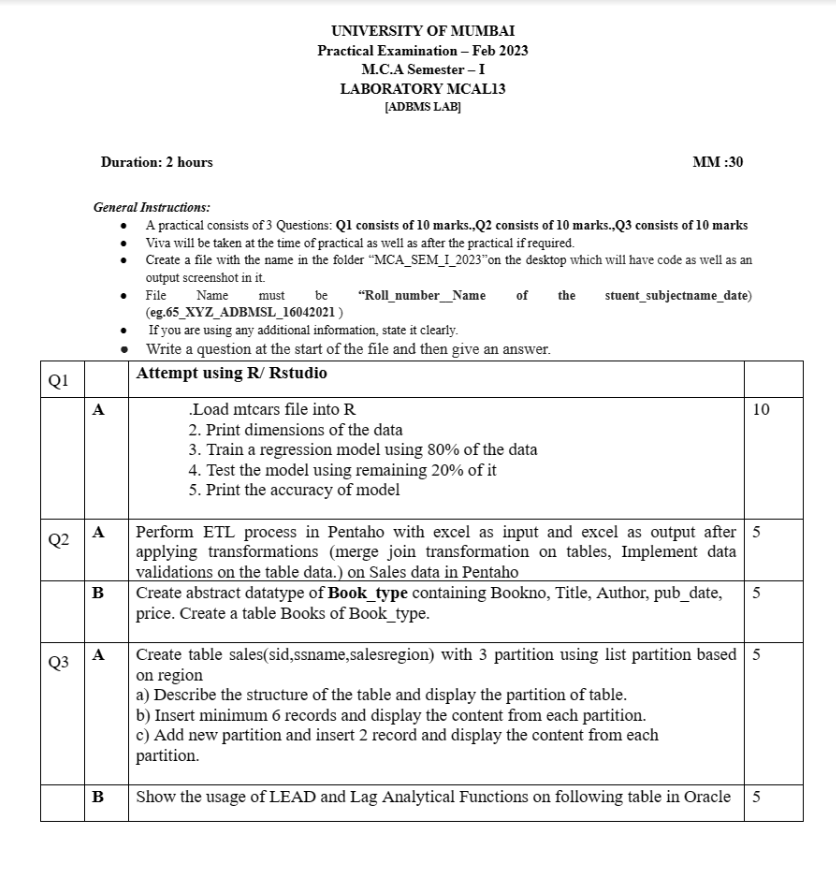 UNIVERSITY OF MUMBAI
Practical Examination – Feb 2023
M.C.A Semester – I
LABORATORY MCAL13
[ADBMS LAB]
Duration: 2 hours MM :30
General Instructions:
• A practical consists of 3 Questions: Q1 consists of 10 marks.,Q2 consists of 10 marks.,Q3 consists of 10 marks
• Viva will be taken at the time of practical as well as after the practical if required.
• Create a file with the name in the folder “MCA_SEM_I_2023”on the desktop which will have code as well as an
output screenshot in it.
• File Name must be “Roll_number__Name of the stuent_subjectname_date)
(eg.65_XYZ_ADBMSL_16042021 )
• If you are using any additional information, state it clearly.
• Write a question at the start of the file and then give an answer.
Q1 Attempt using R/ Rstudio
A .Load mtcars file into R 10
2. Print dimensions of the data
3. Train a regression model using 80% of the data
4. Test the model using remaining 20% of it
5. Print the accuracy of model
Q2 A Perform ETL process in Pentaho with excel as input and excel as output after 5
applying transformations (merge join transformation on tables, Implement data
validations on the table data.) on Sales data in Pentaho
B Create abstract datatype of Book_type containing Bookno, Title, Author, pub_date, 5
price. Create a table Books of Book_type.
Q3 A Create table sales(sid,ssname,salesregion) with 3 partition using list partition based 5
on region
a) Describe the structure of the table and display the partition of table.
b) Insert minimum 6 records and display the content from each partition.
c) Add new partition and insert 2 record and display the content from each
partition.
B Show the usage of LEAD and Lag Analytical Functions on following table in Oracle 5